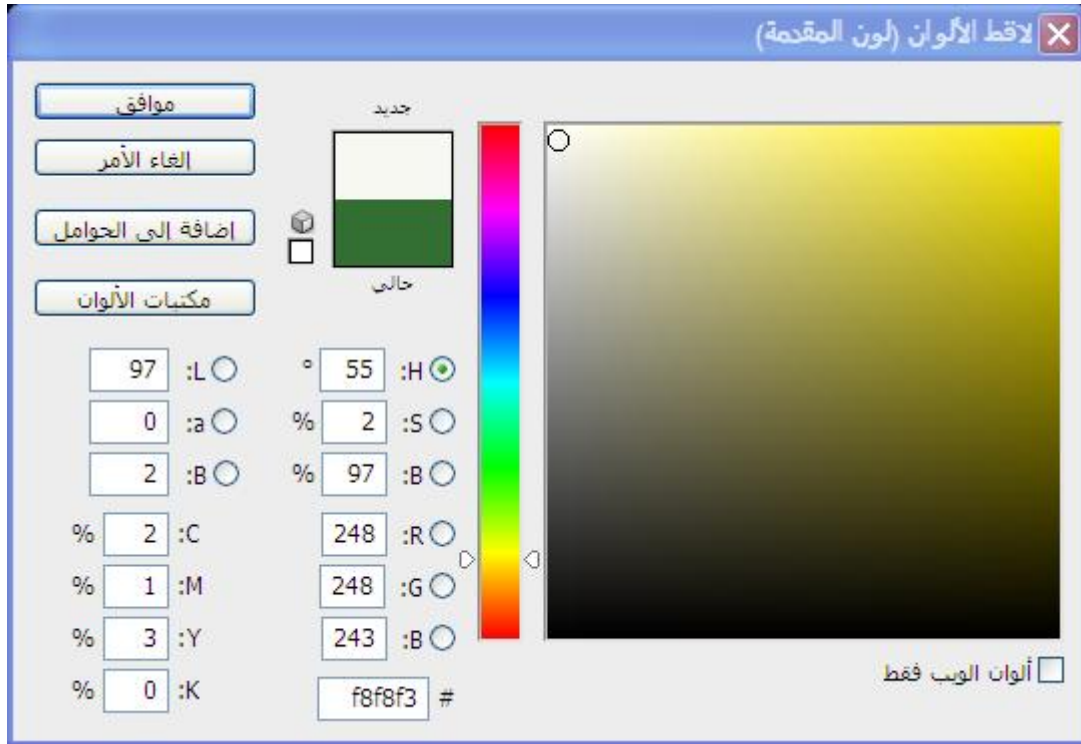 لاقط الألوان (لون المقدمة)
جديد
حالي
موافق
إلغاء الأمر
إضافة إلى الحوامل
مكتبات الألوان
H: 55 °
S: 2 %
B: 97 %
R: 248
G: 248
B: 243
# f8f8f3
L: 97
a: 0
B: 2
C: 2 %
M: 1 %
Y: 3 %
K: 0 %
ألوان الويب فقط